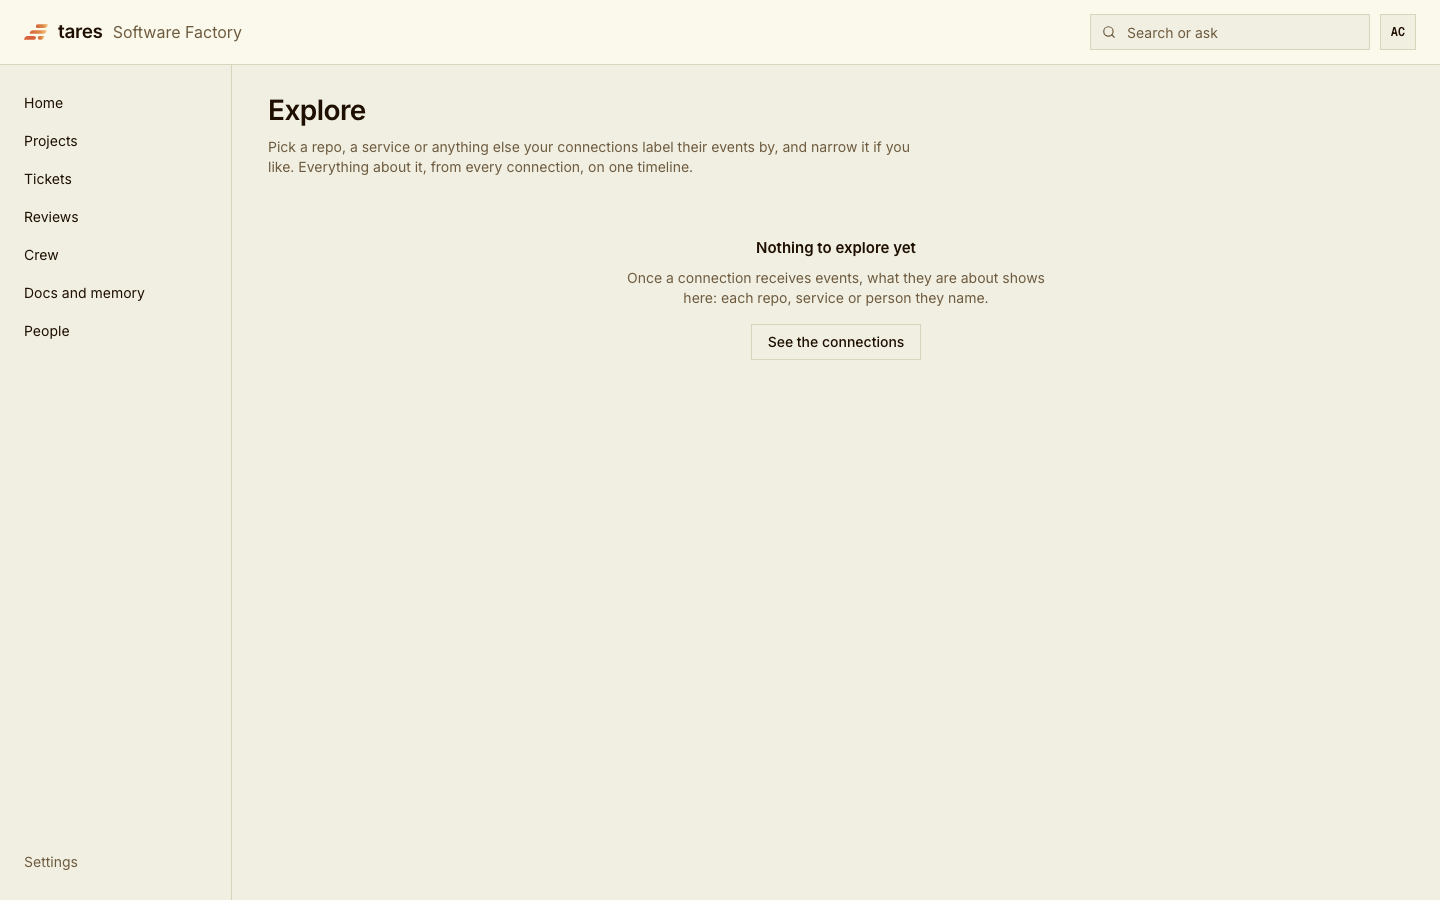 tares Software Factory
Search or ask
AC
Home
Projects
Tickets
Reviews
Crew
Docs and memory
People
Settings
Explore
Pick a repo, a service or anything else your connections label their events by, and narrow it if you
like. Everything about it, from every connection, on one timeline.
Nothing to explore yet
Once a connection receives events, what they are about shows
here: each repo, service or person they name.
See the connections